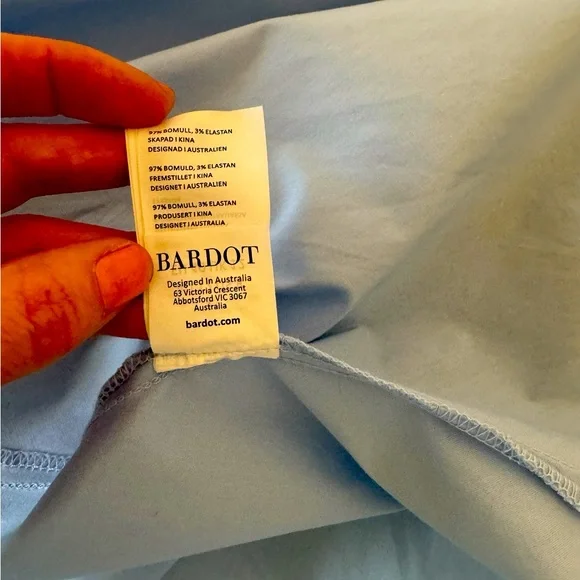 97% BOMULL, 3% ELASTAN
SKAPAD I KINA
DESIGNAD I AUSTRALIEN
97% BOMULD, 3% ELASTAN
FREMSTILLET I KINA
DESIGNET I AUSTRALIEN
97% BOMULL, 3% ELASTAN
PRODUSERT I KINA
DESIGNET I AUSTRALIA
BARDOT
Designed In Australia
63 Victoria Crescent
Abbotsford VIC 3067
Australia
bardot.com